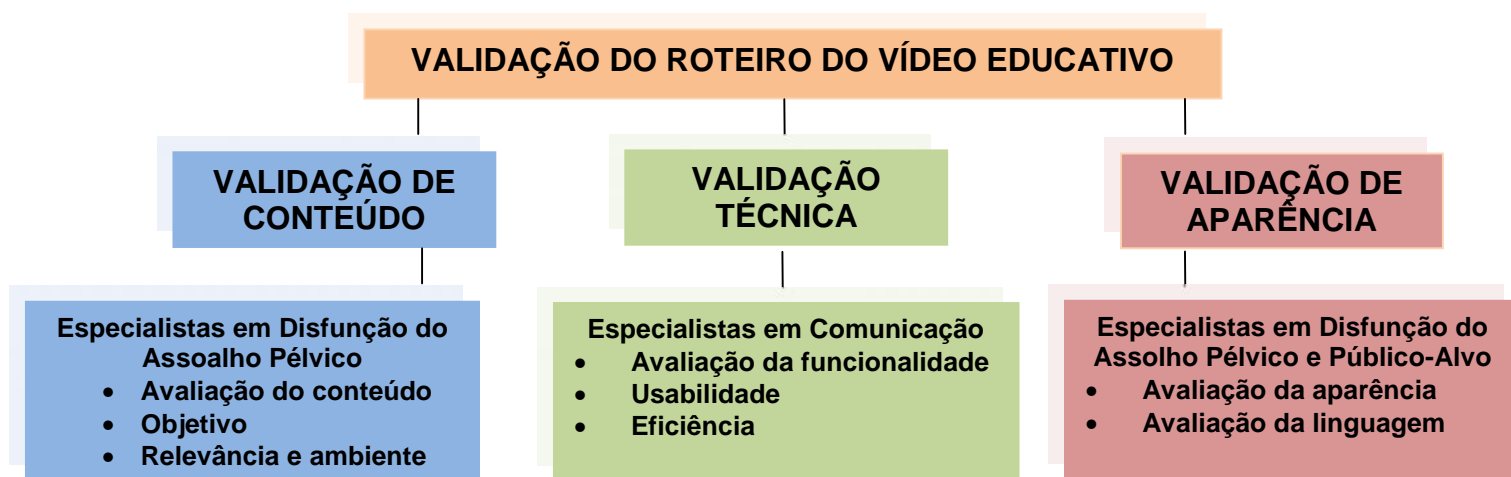 VALIDAÇÃO DO ROTEIRO DO VÍDEO EDUCATIVO
VALIDAÇÃO DE
CONTEÚDO
VALIDAÇÃO
TÉCNICA
VALIDAÇÃO DE
APARÊNCIA
Especialistas em Disfunção do
Assoalho Pélvico
• Avaliação do conteúdo
• Objetivo
• Relevância e ambiente
Especialistas em Comunicação
• Avaliação da funcionalidade
• Usabilidade
• Eficiência
Especialistas em Disfunção do
Assolho Pélvico e Público-Alvo
• Avaliação da aparência
• Avaliação da linguagem